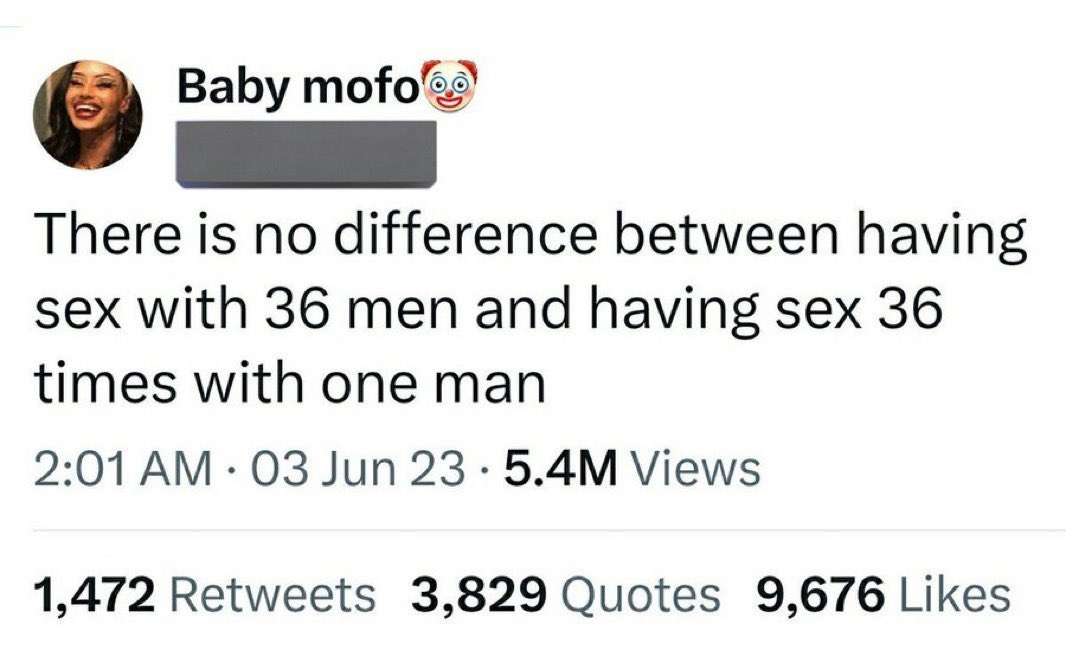 Baby mofo🤡
There is no difference between having
sex with 36 men and having sex 36
times with one man
2:01 AM · 03 Jun 23 · 5.4M Views
1,472 Retweets 3,829 Quotes 9,676 Likes